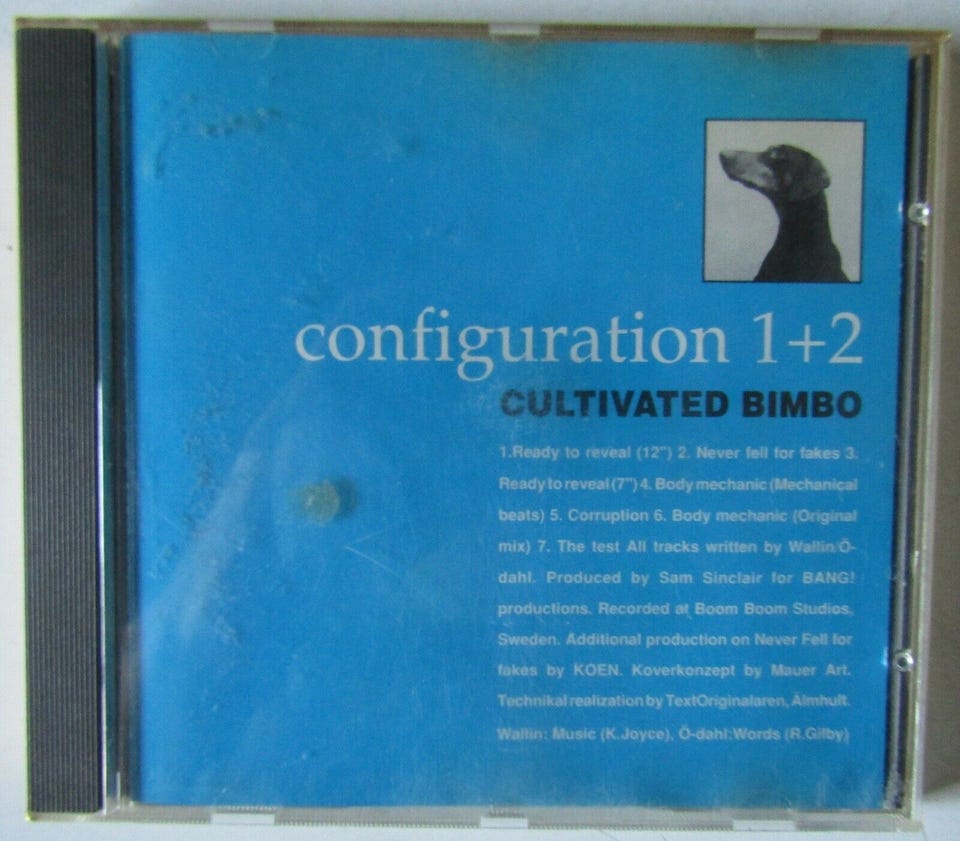 configuration 1+2
CULTIVATED BIMBO
1.Ready to reveal (12") 2. Never fell for fakes 3.
Ready to reveal (7") 4. Body mechanic (Mechanical
beats) 5. Corruption 6. Body mechanic (Original
mix) 7. The test All tracks written by Wallin/Ö-
dahl. Produced by Sam Sinclair for BANG!
productions. Recorded at Boom Boom Studios,
Sweden. Additional production on Never Fell for
fakes by KOEN. Koverkonzept by Mauer Art.
Technikal realization by TextOriginalaren, Älmhult.
Wallin: Music (K.Joyce), Ö-dahl:Words (R.Gilby)